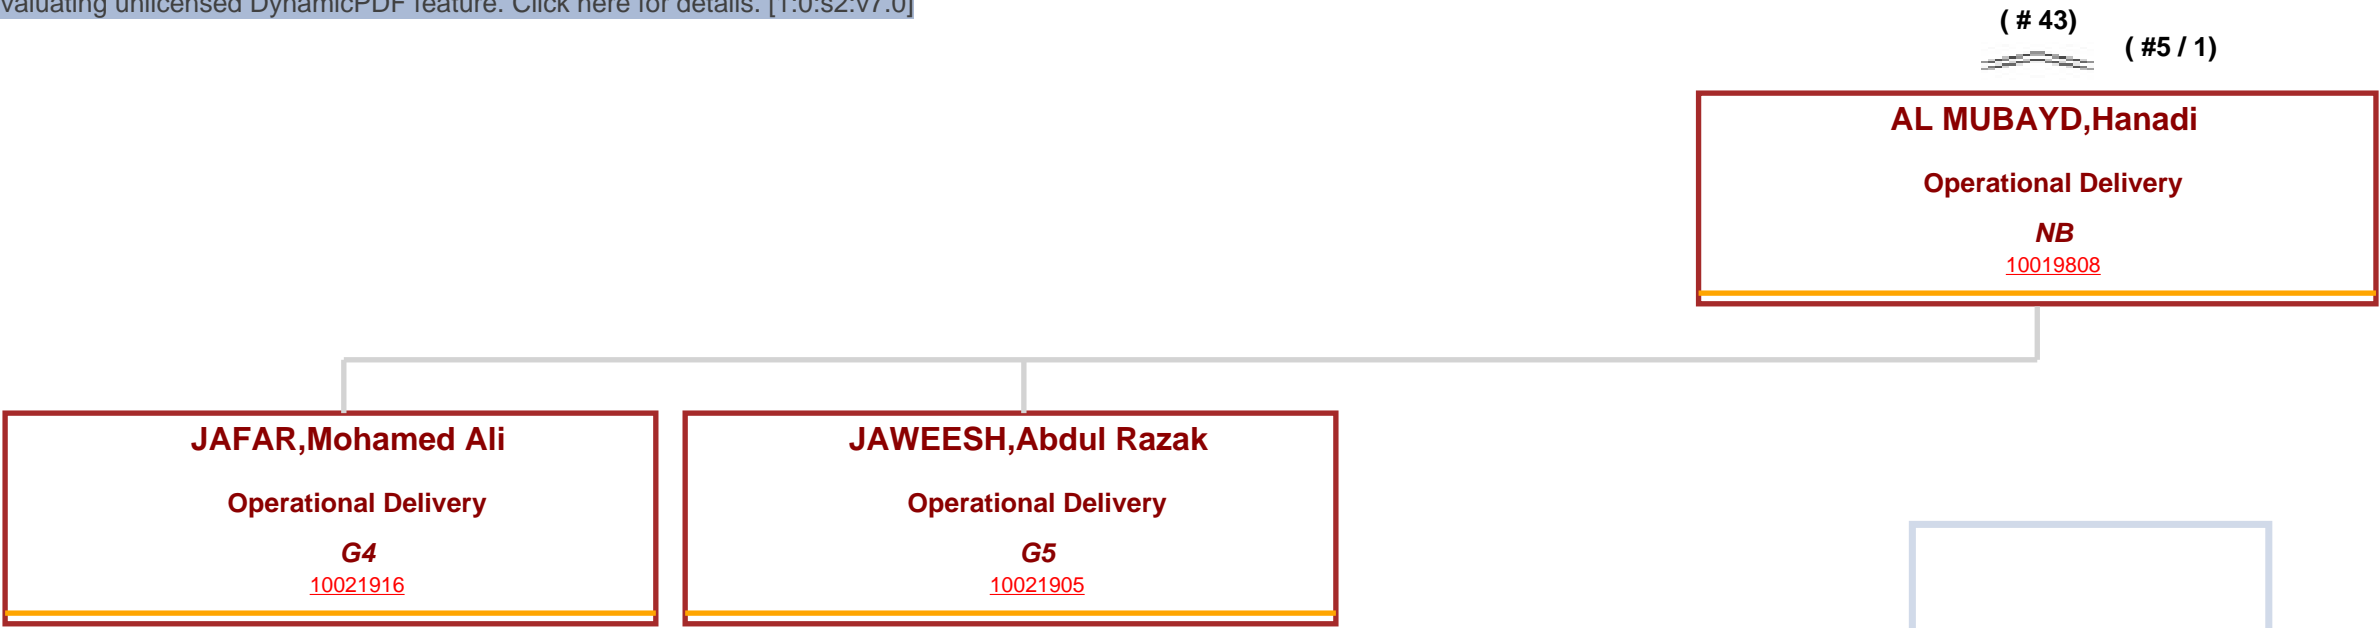 valuating unlicensed DynamicPDF feature. Click here for details. [1:0:s2:v7.0]
( # 43)
( #5 / 1)
AL MUBAYD,Hanadi
Operational Delivery
NB
10019808
JAFAR,Mohamed Ali
Operational Delivery
G4
10021916
JAWEESH,Abdul Razak
Operational Delivery
G5
10021905